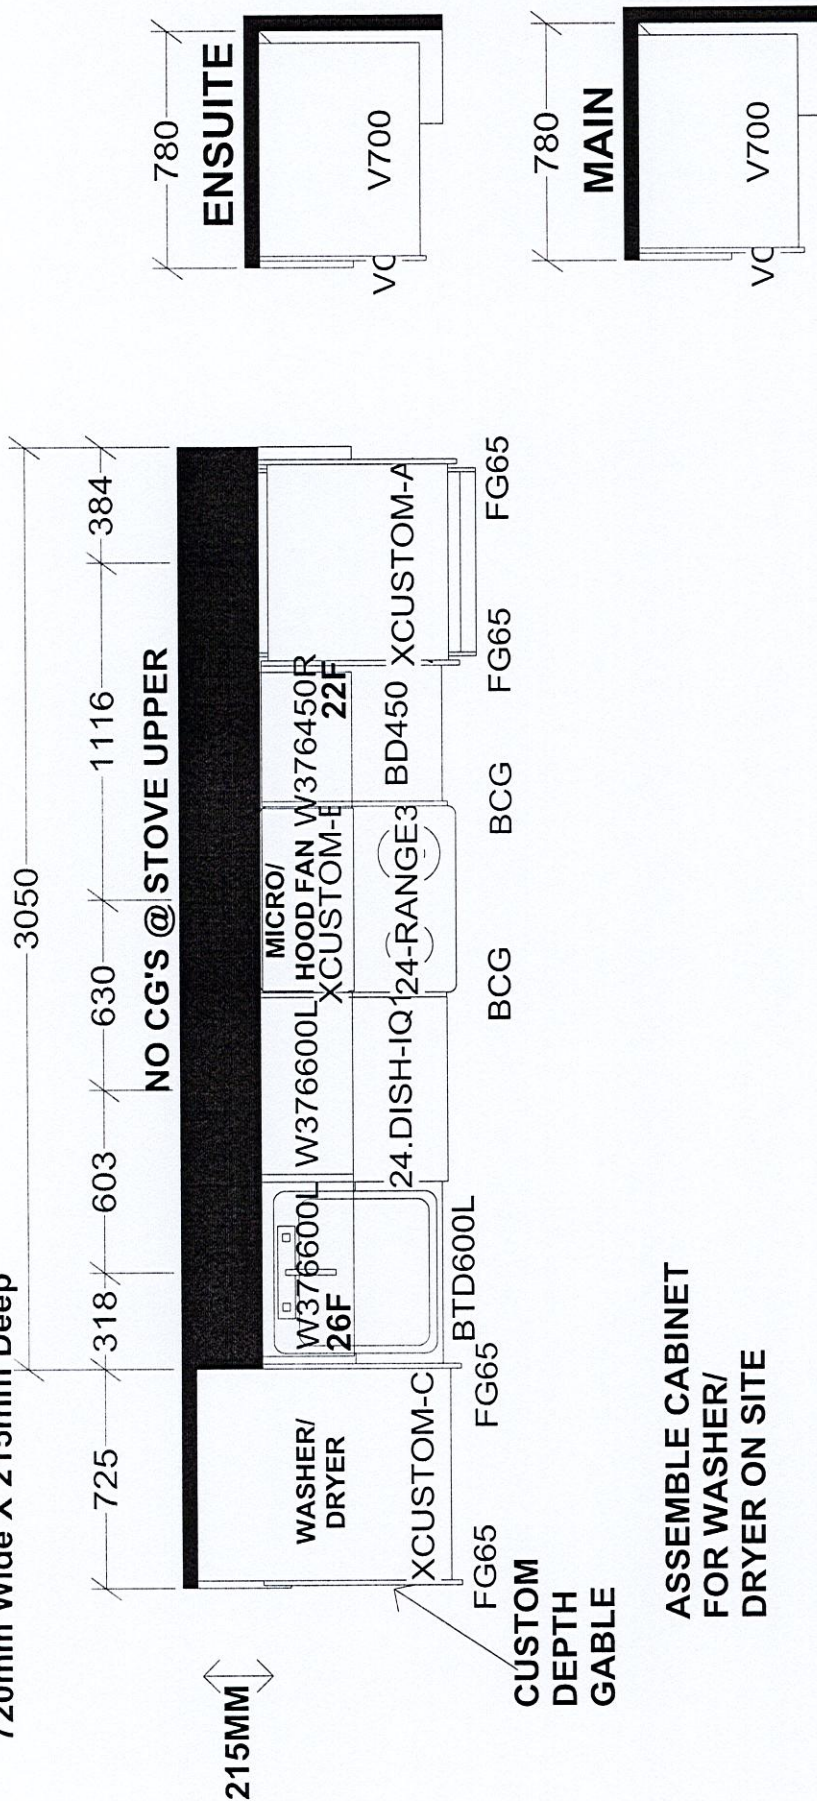 720mm Wide X 215mm Deep
3050
725
318
603
630
1116
384
NO CG'S @ STOVE UPPER
215MM
WASHER/
DRYER
XCUSTOM-C
W376600L
26F
W376600L
24.DISH-IQ1
MICRO/
HOOD FAN
XCUSTOM-B
24-RANGE3
W376450R
22F
BD450
XCUSTOM-A
FG65
FG65
BTD600L
BCG
BCG
FG65
FG65
CUSTOM
DEPTH
GABLE
ASSEMBLE CABINET
FOR WASHER/
DRYER ON SITE
780
ENSUITE
V700
780
MAIN
V700